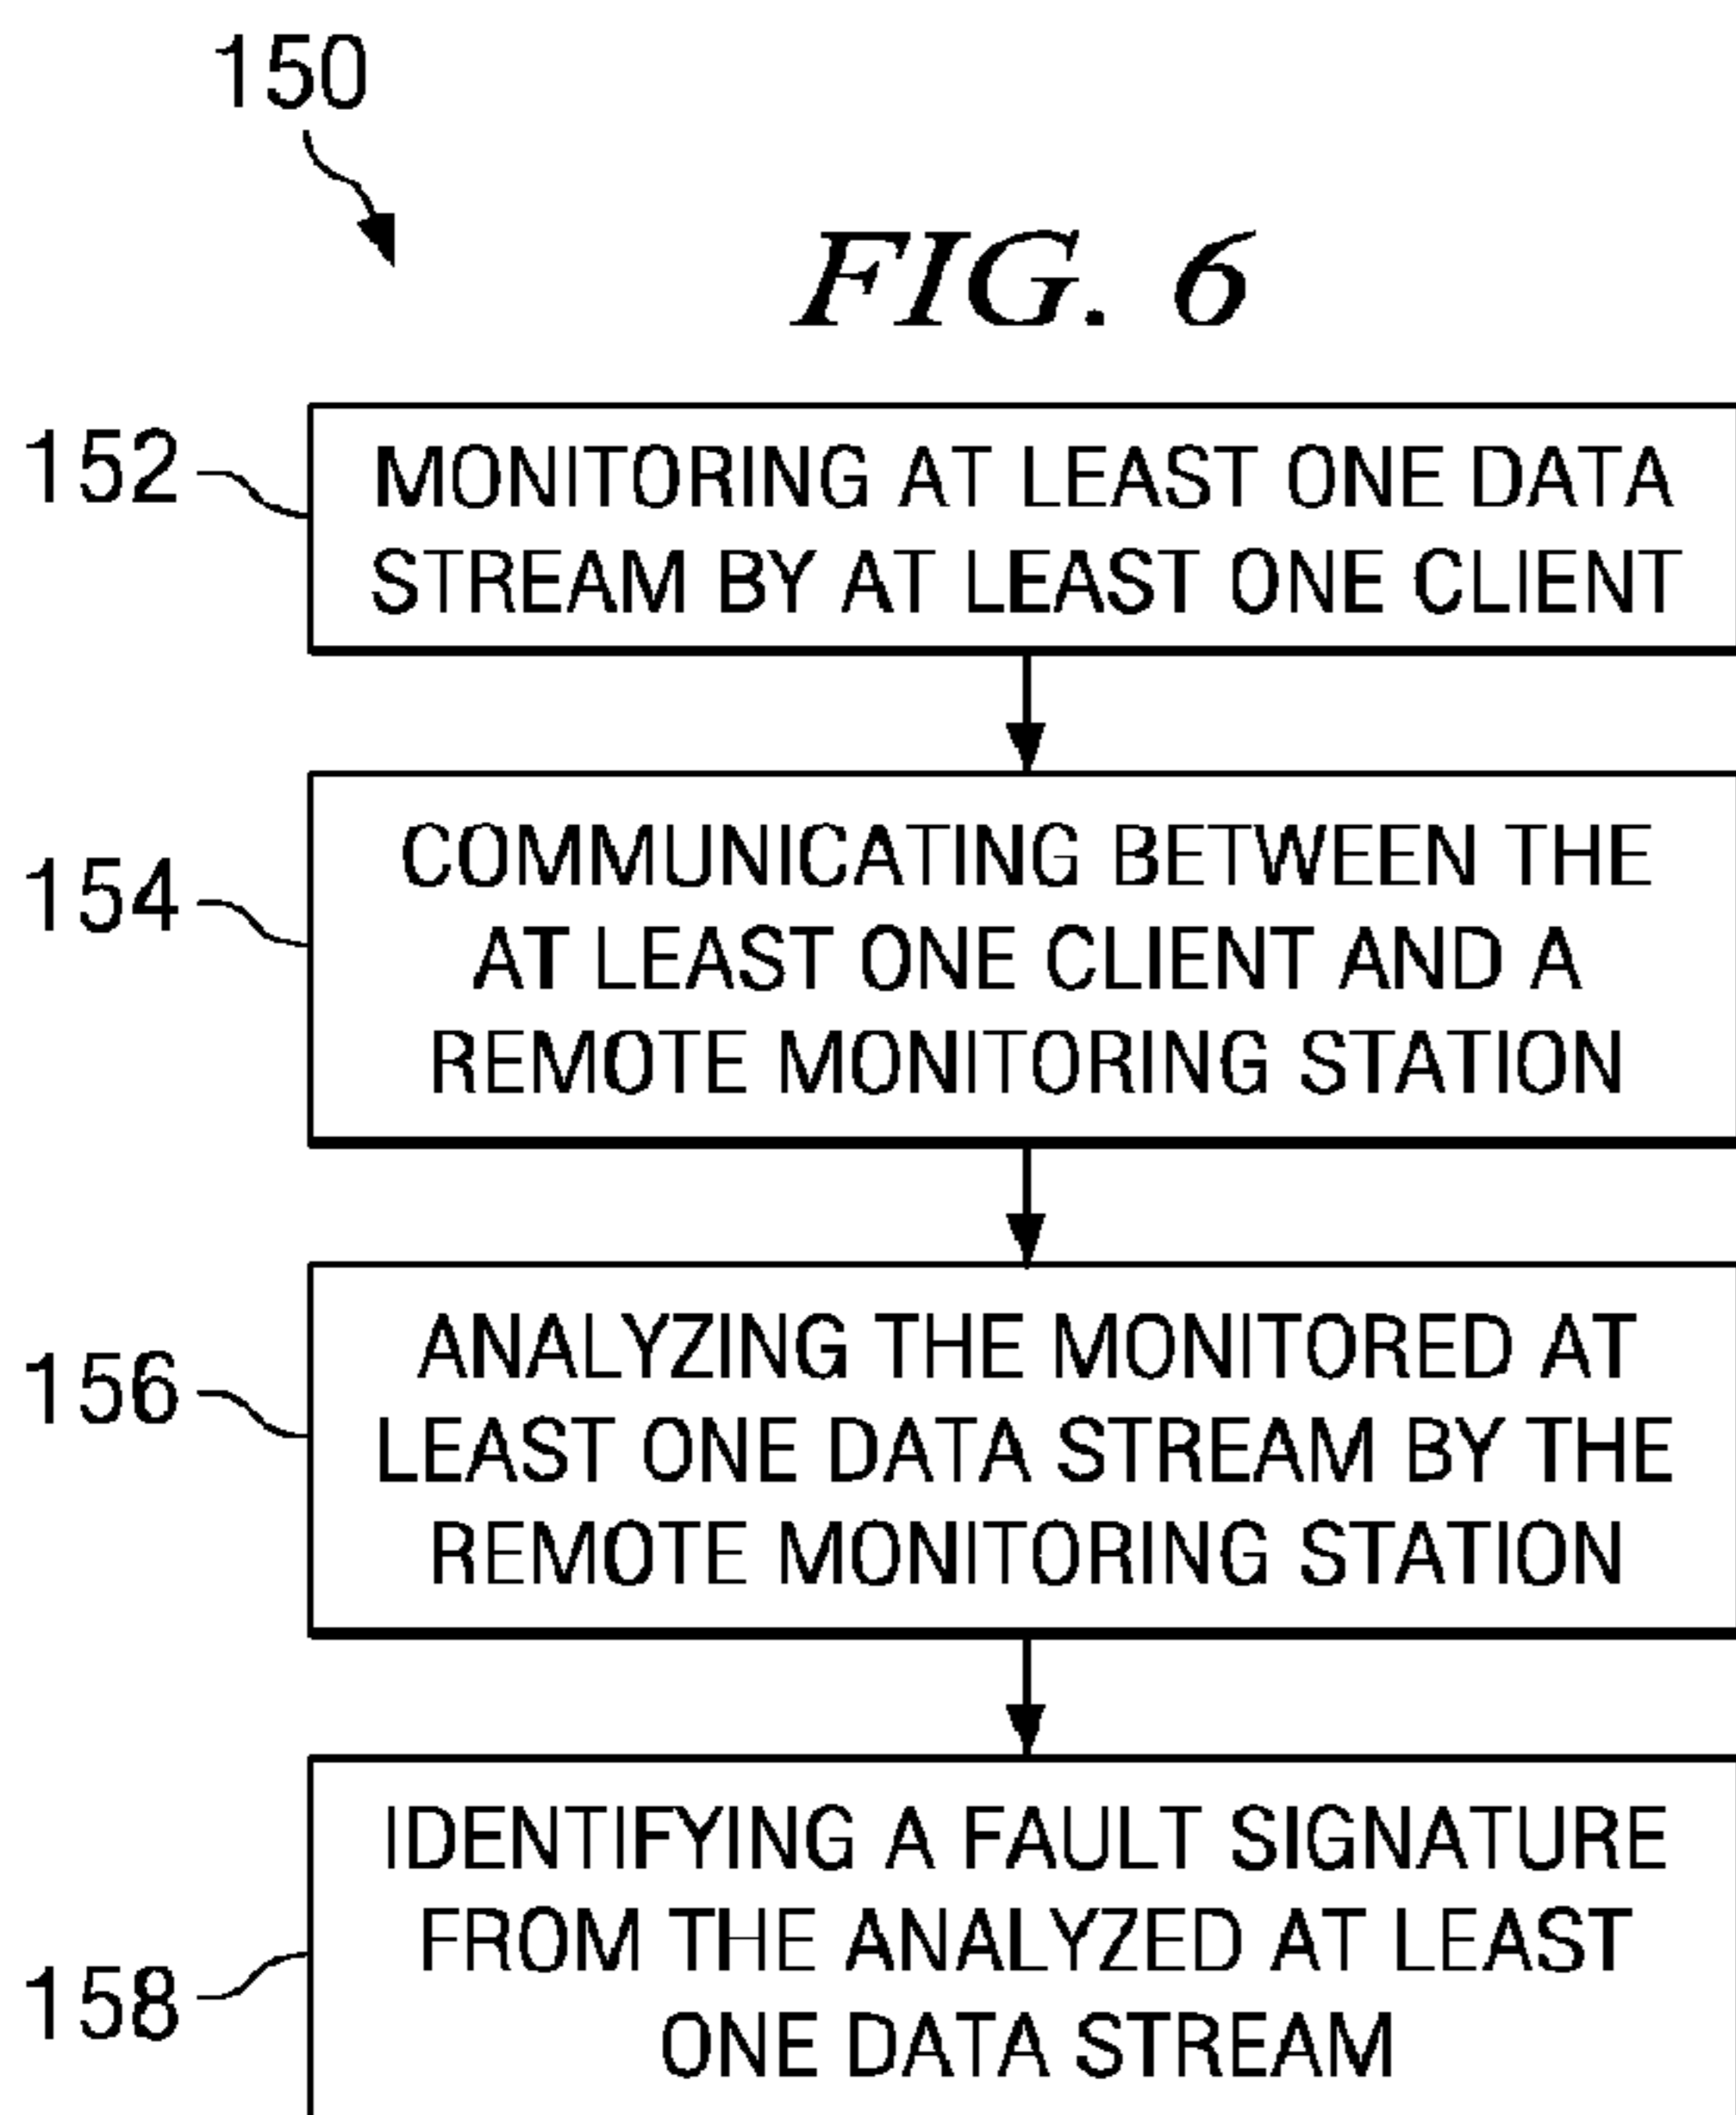 150
FIG. 6
152
MONITORING AT LEAST ONE DATA
STREAM BY AT LEAST ONE CLIENT
154
COMMUNICATING BETWEEN THE
AT LEAST ONE CLIENT AND A
REMOTE MONITORING STATION
156
ANALYZING THE MONITORED AT
LEAST ONE DATA STREAM BY THE
REMOTE MONITORING STATION
158
IDENTIFYING A FAULT SIGNATURE
FROM THE ANALYZED AT LEAST
ONE DATA STREAM